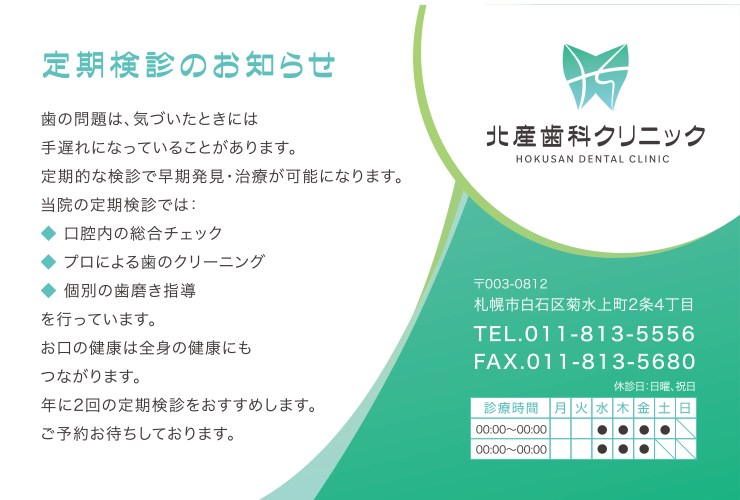 定期検診のお知らせ
歯の問題は、気づいたときには
手遅れになっていることがあります。
定期的な検診で早期発見・治療が可能になります。
当院の定期検診では:
◆ 口腔内の総合チェック
◆ プロによる歯のクリーニング
◆ 個別の歯磨き指導
を行っています。
お口の健康は全身の健康にも
つながります。
年に2回の定期検診をおすすめします。
ご予約お待ちしております。
北産歯科クリニック
HOKUSAN DENTAL CLINIC
〒003-0812
札幌市白石区菊水上町2条4丁目
TEL.011-813-5556
FAX.011-813-5680
休診日:日曜、祝日
診療時間 月 火 水 木 金 土 日
00:00〜00:00 ● ● ● ●
00:00〜00:00 ● ● ●